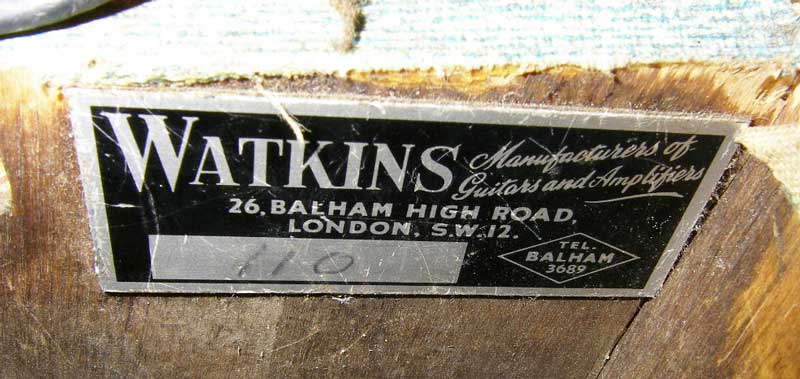 WATKINS Manufacturers of
Guitars and Amplifiers
26, BALHAM HIGH ROAD,
LONDON. S.W.12.
110
TEL.
BALHAM
3689